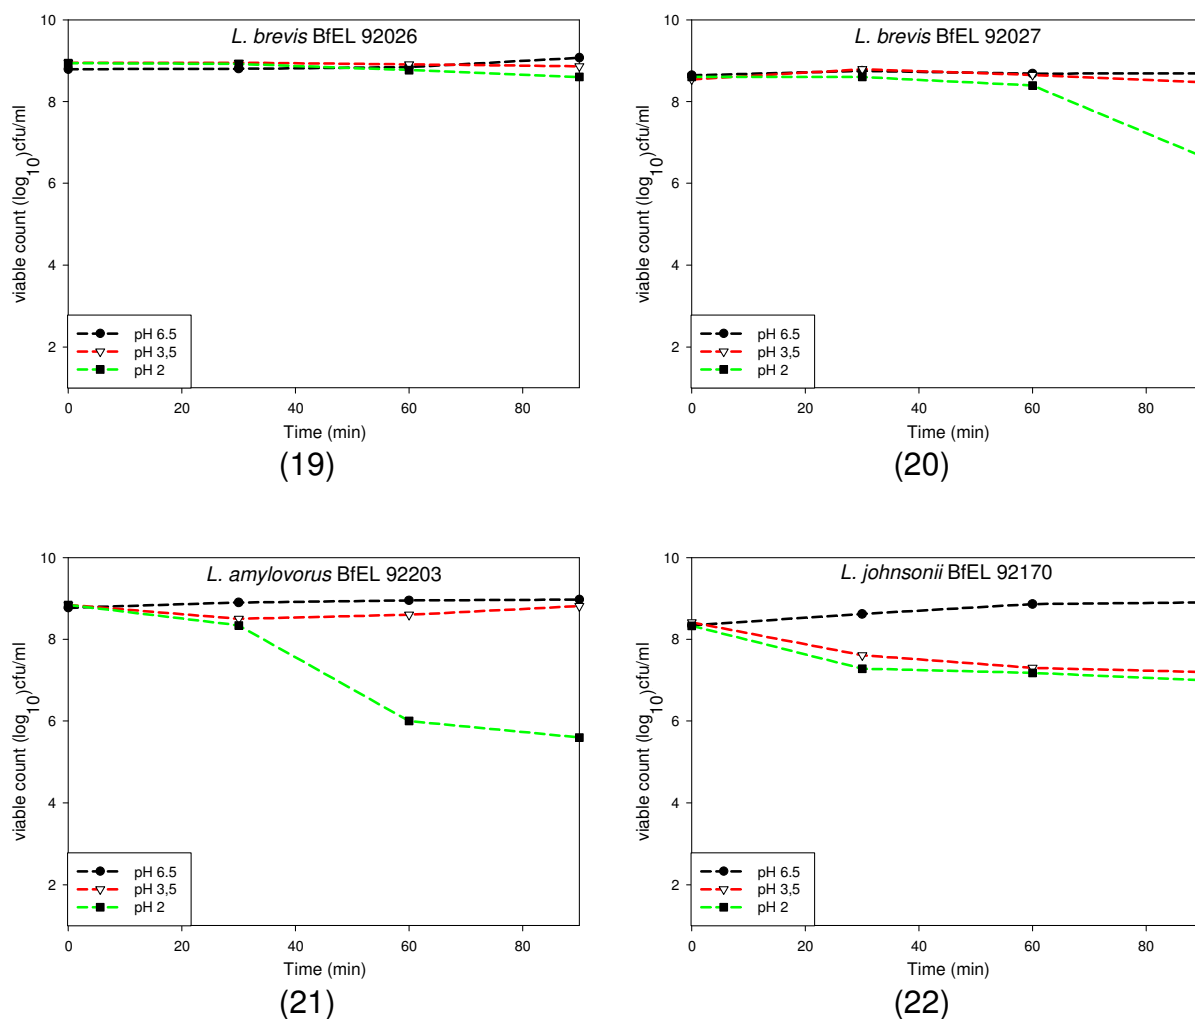 L. brevis BfEL 92026
viable count (log10)cfu/ml
10
8
6
4
2
pH 6.5
pH 3,5
pH 2
0
20
40
60
80
Time (min)
(19)
L. brevis BfEL 92027
viable count (log10)cfu/ml
10
8
6
4
2
pH 6.5
pH 3,5
pH 2
0
20
40
60
80
Time (min)
(20)
L. amylovorus BfEL 92203
viable count (log10)cfu/ml
10
8
6
4
2
pH 6.5
pH 3,5
pH 2
0
20
40
60
80
Time (min)
(21)
L. johnsonii BfEL 92170
viable count (log10)cfu/ml
10
8
6
4
2
pH 6.5
pH 3,5
pH 2
0
20
40
60
80
Time (min)
(22)